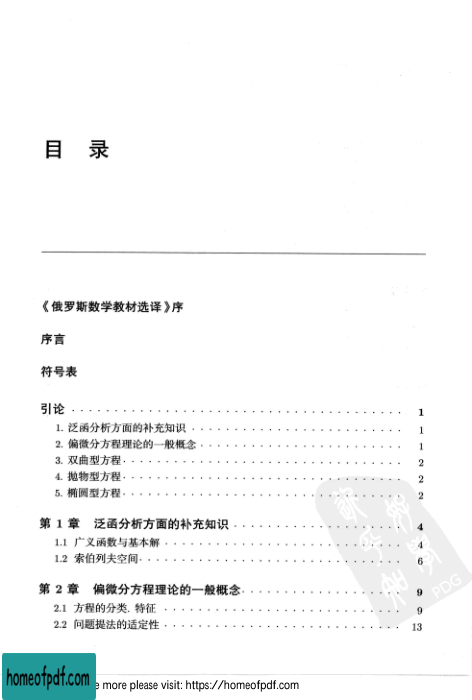 目 录
《俄罗斯数学教材选译》序
序言
符号表
引论 1
1. 泛函分析方面的补充知识 1
2. 偏微分方程理论的一般概念 1
3. 双曲型方程 2
4. 抛物型方程 2
5. 椭圆型方程 2
第 1 章 泛函分析方面的补充知识 4
1.1 广义函数与基本解 4
1.2 索伯列夫空间 6
第 2 章 偏微分方程理论的一般概念 9
2.1 方程的分类. 特征 9
2.2 问题提法的适定性 13
PDG
homeofpdf.com
e more please visit: https://homeofpdf.com